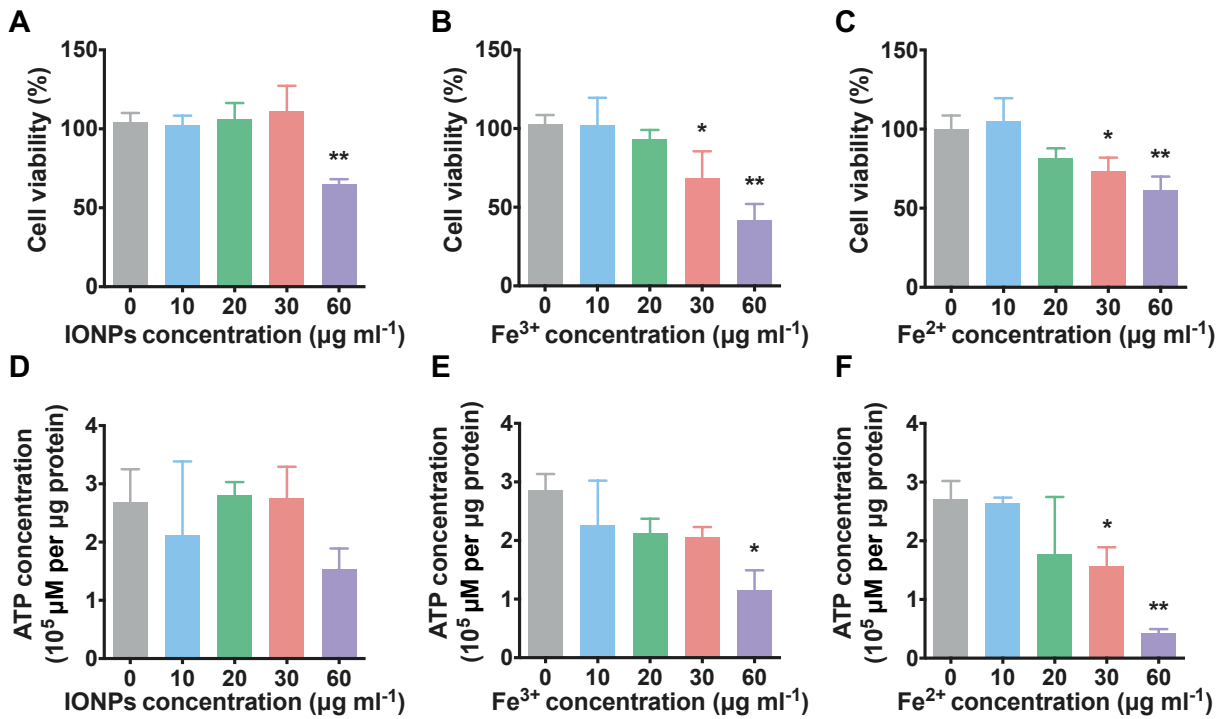 A
Cell viability (%)
150
100
50
0
**
0 10 20 30 60
IONPs concentration (µg ml⁻¹)
B
Cell viability (%)
150
100
50
0
*
**
0 10 20 30 60
Fe³⁺ concentration (µg ml⁻¹)
C
Cell viability (%)
150
100
50
0
*
**
0 10 20 30 60
Fe²⁺ concentration (µg ml⁻¹)
D
ATP concentration
(10⁵ µM per µg protein)
4
3
2
1
0
0 10 20 30 60
IONPs concentration (µg ml⁻¹)
E
ATP concentration
(10⁵ µM per µg protein)
4
3
2
1
0
*
0 10 20 30 60
Fe³⁺ concentration (µg ml⁻¹)
F
ATP concentration
(10⁵ µM per µg protein)
4
3
2
1
0
*
**
0 10 20 30 60
Fe²⁺ concentration (µg ml⁻¹)